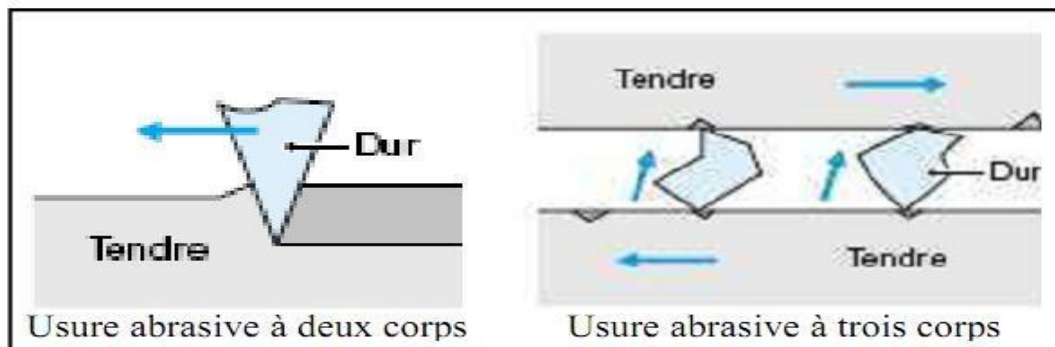 Dur
Tendre
Usure abrasive à deux corps
Tendre
Dur
Tendre
Usure abrasive à trois corps